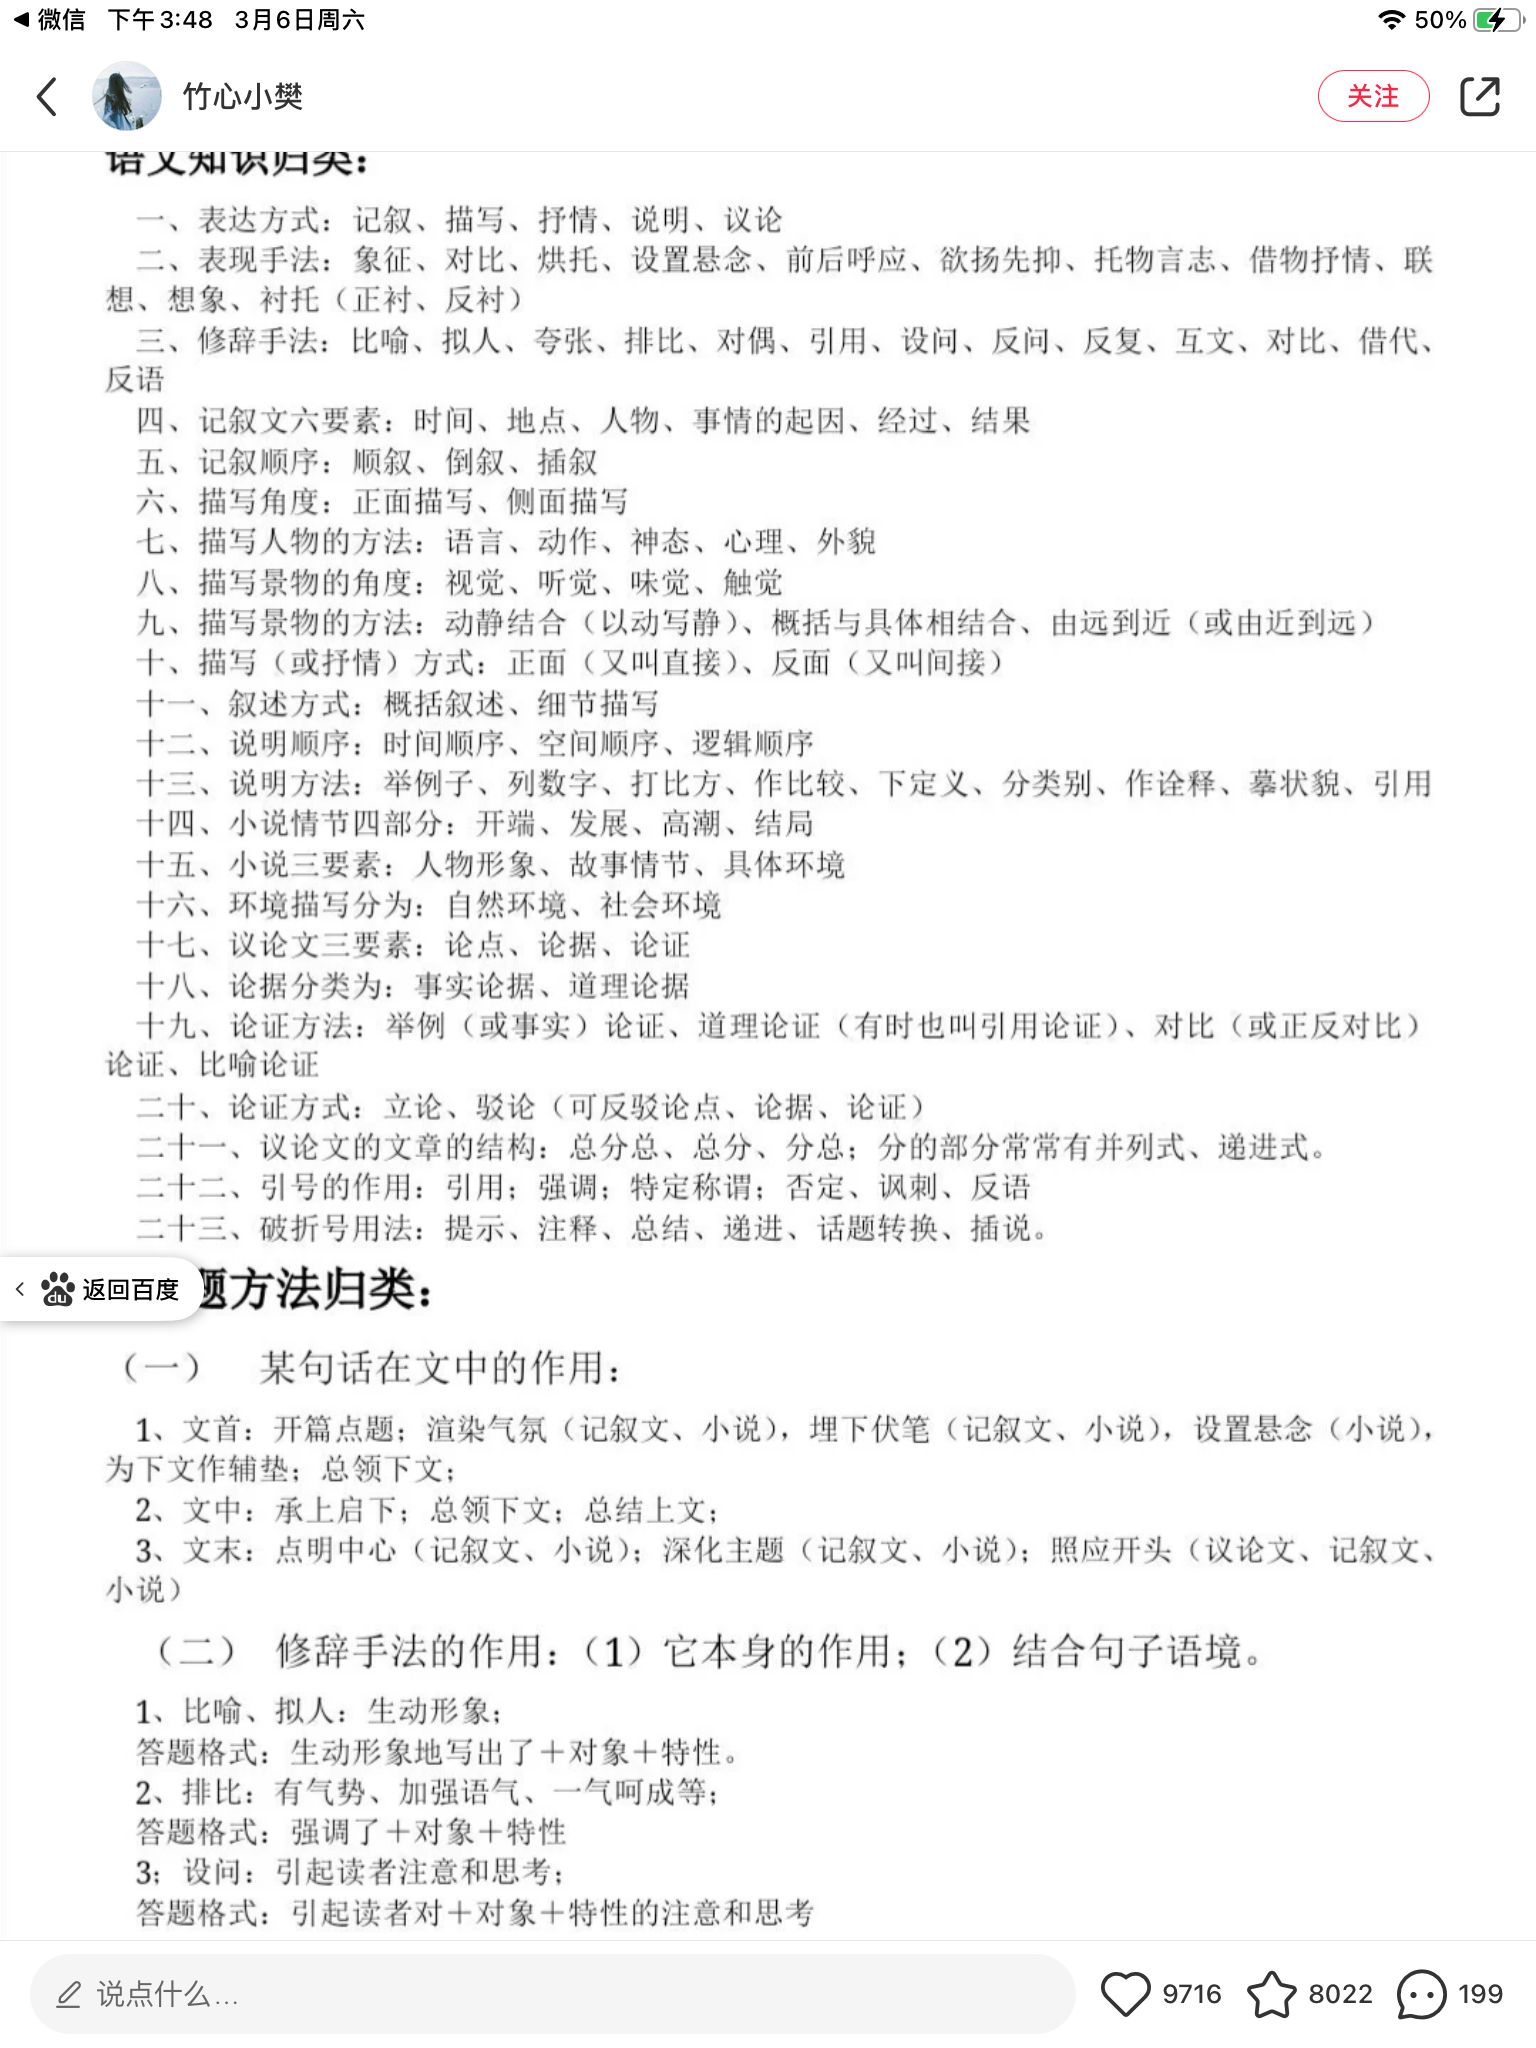 微信 下午3:48 3月6日周六 50%
竹心小樊 关注
语文知识归类：
一、表达方式：记叙、描写、抒情、说明、议论
二、表现手法：象征、对比、烘托、设置悬念、前后呼应、欲扬先抑、托物言志、借物抒情、联
想、想象、衬托（正衬、反衬）
三、修辞手法：比喻、拟人、夸张、排比、对偶、引用、设问、反问、反复、互文、对比、借代、
反语
四、记叙文六要素：时间、地点、人物、事情的起因、经过、结果
五、记叙顺序：顺叙、倒叙、插叙
六、描写角度：正面描写、侧面描写
七、描写人物的方法：语言、动作、神态、心理、外貌
八、描写景物的角度：视觉、听觉、味觉、触觉
九、描写景物的方法：动静结合（以动写静）、概括与具体相结合、由远到近（或由近到远）
十、描写（或抒情）方式：正面（又叫直接）、反面（又叫间接）
十一、叙述方式：概括叙述、细节描写
十二、说明顺序：时间顺序、空间顺序、逻辑顺序
十三、说明方法：举例子、列数字、打比方、作比较、下定义、分类别、作诠释、摹状貌、引用
十四、小说情节四部分：开端、发展、高潮、结局
十五、小说三要素：人物形象、故事情节、具体环境
十六、环境描写分为：自然环境、社会环境
十七、议论文三要素：论点、论据、论证
十八、论据分类为：事实论据、道理论据
十九、论证方法：举例（或事实）论证、道理论证（有时也叫引用论证）、对比（或正反对比）
论证、比喻论证
二十、论证方式：立论、驳论（可反驳论点、论据、论证）
二十一、议论文的文章的结构：总分总、总分、分总；分的部分常常有并列式、递进式。
二十二、引号的作用：引用；强调；特定称谓；否定、讽刺、反语
二十三、破折号用法：提示、注释、总结、递进、话题转换、插说。
du 返回百度 题方法归类：
（一） 某句话在文中的作用：
1、文首：开篇点题；渲染气氛（记叙文、小说），埋下伏笔（记叙文、小说），设置悬念（小说），
为下文作辅垫；总领下文；
2、文中：承上启下；总领下文；总结上文；
3、文末：点明中心（记叙文、小说）；深化主题（记叙文、小说）；照应开头（议论文、记叙文、
小说）
（二） 修辞手法的作用：（1）它本身的作用；（2）结合句子语境。
1、比喻、拟人：生动形象；
答题格式：生动形象地写出了＋对象＋特性。
2、排比：有气势、加强语气、一气呵成等；
答题格式：强调了＋对象＋特性
3；设问：引起读者注意和思考；
答题格式：引起读者对＋对象＋特性的注意和思考
说点什么... 9716 8022 199